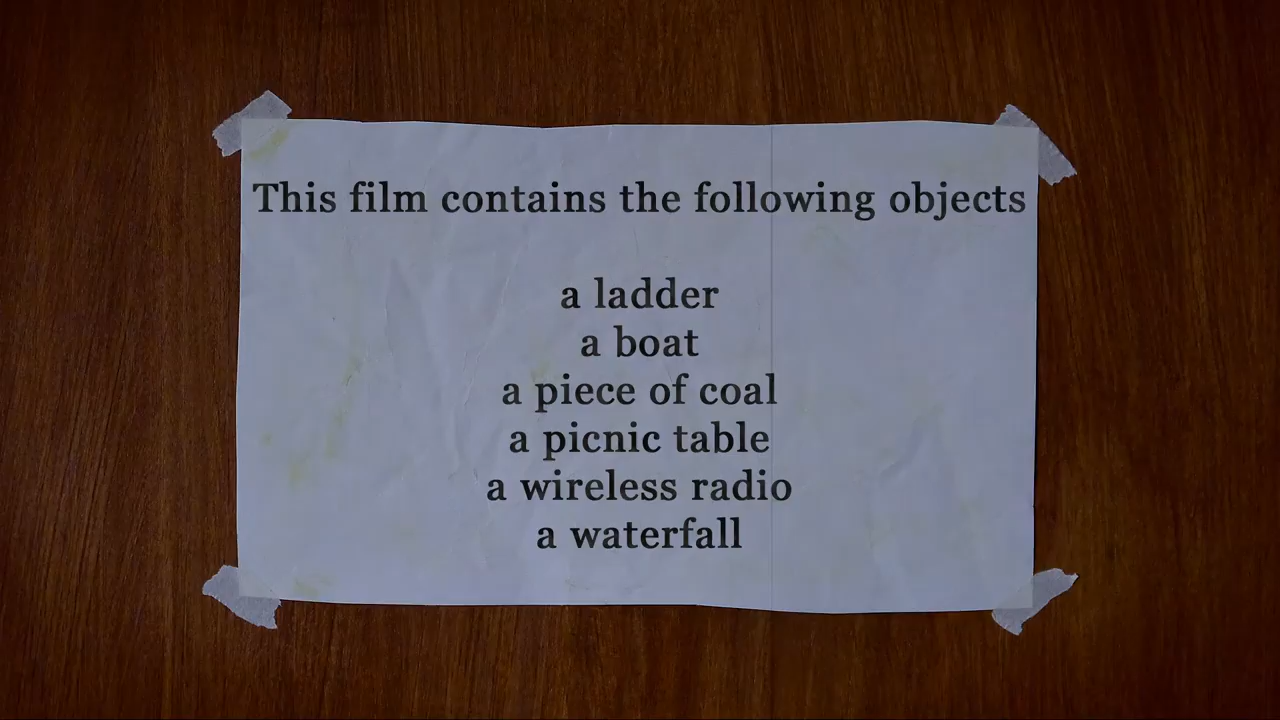 This film contains the following objects
a ladder
a boat
a piece of coal
a picnic table
a wireless radio
a waterfall